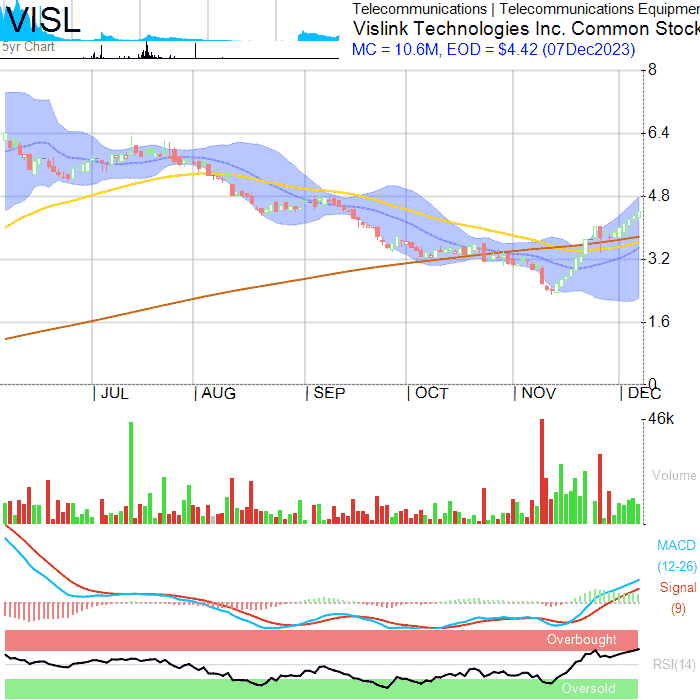 VISL
5yr Chart
Telecommunications | Telecommunications Equipmen
Vislink Technologies Inc. Common Stock
MC = 10.6M, EOD = $4.42 (07Dec2023)
8
6.4
4.8
3.2
1.6
0
| JUL | AUG | SEP | OCT | NOV | DEC
46k
Volume
MACD
(12-26)
Signal
(9)
Overbought
RSI(14)
Oversold